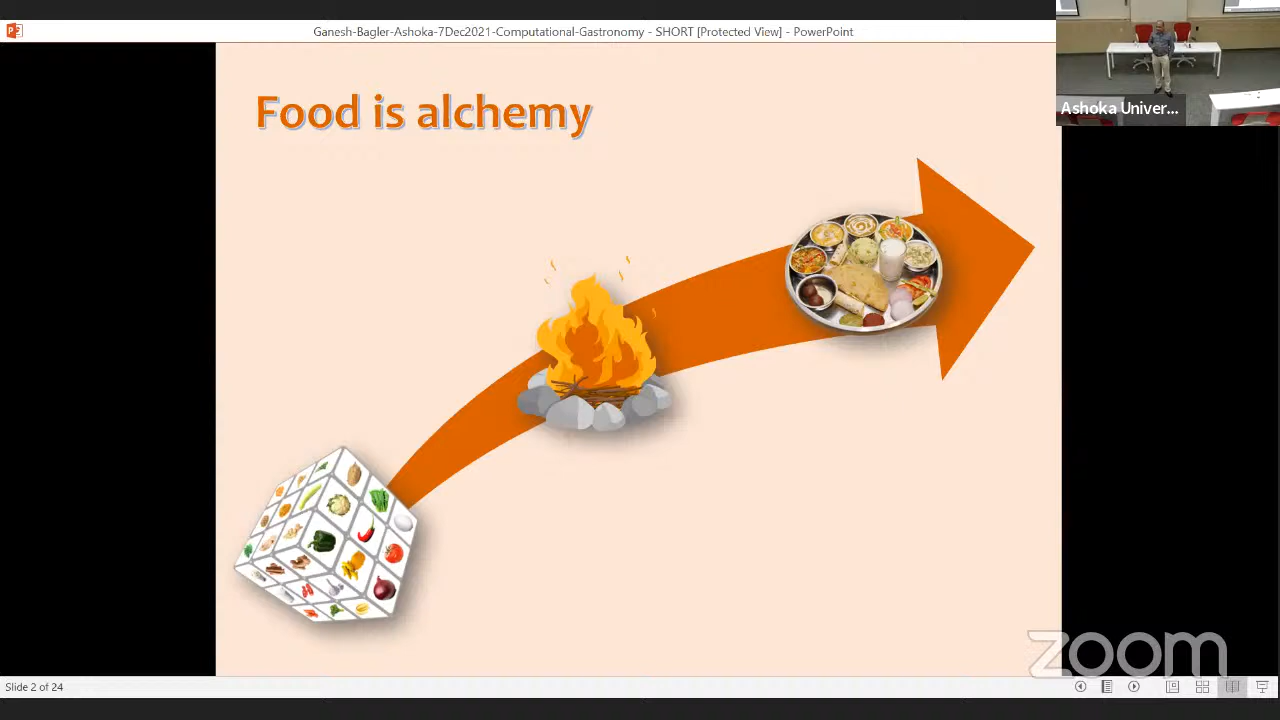 Ganesh-Bagler-Ashoka-7Dec2021-Computational-Gastronomy - SHORT [Protected View] - PowerPoint
Ashoka Univer...
Food is alchemy
zoom
Slide 2 of 24